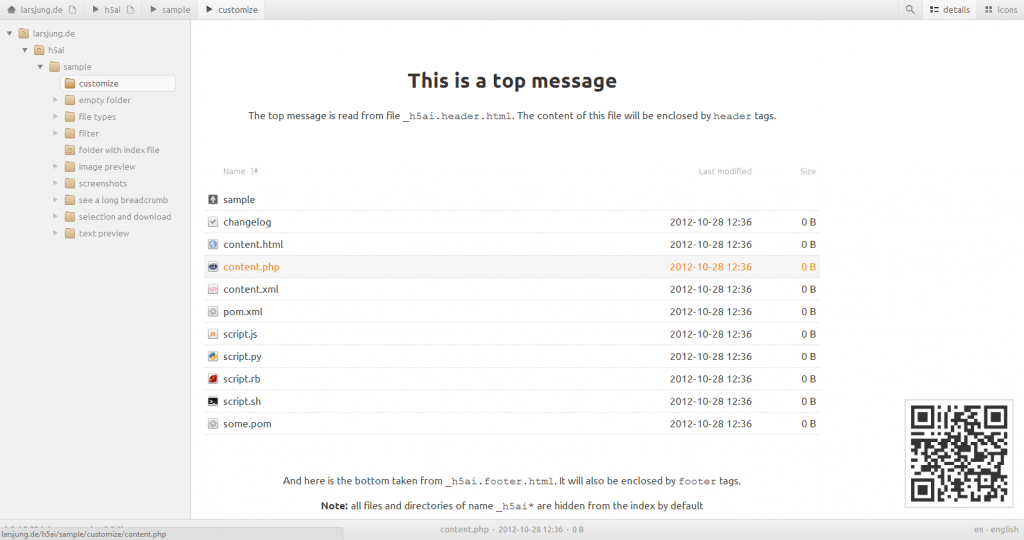 larsjung.de h5ai sample customize details icons
larsjung.de
h5ai
sample
customize
empty folder
file types
filter
folder with index file
image preview
screenshots
see a long breadcrumb
selection and download
text preview
This is a top message
The top message is read from file _h5ai.header.html. The content of this file will be enclosed by header tags.
Name Last modified Size
sample
changelog 2012-10-28 12:36 0 B
content.html 2012-10-28 12:36 0 B
content.php 2012-10-28 12:36 0 B
content.xml 2012-10-28 12:36 0 B
pom.xml 2012-10-28 12:36 0 B
script.js 2012-10-28 12:36 0 B
script.py 2012-10-28 12:36 0 B
script.rb 2012-10-28 12:36 0 B
script.sh 2012-10-28 12:36 0 B
some.pom 2012-10-28 12:36 0 B
And here is the bottom taken from _h5ai.footer.html. It will also be enclosed by footer tags.
Note: all files and directories of name _h5ai* are hidden from the index by default
content.php - 2012-10-28 12:36 - 0 B en - english
larsjung.de/h5ai/sample/customize/content.php